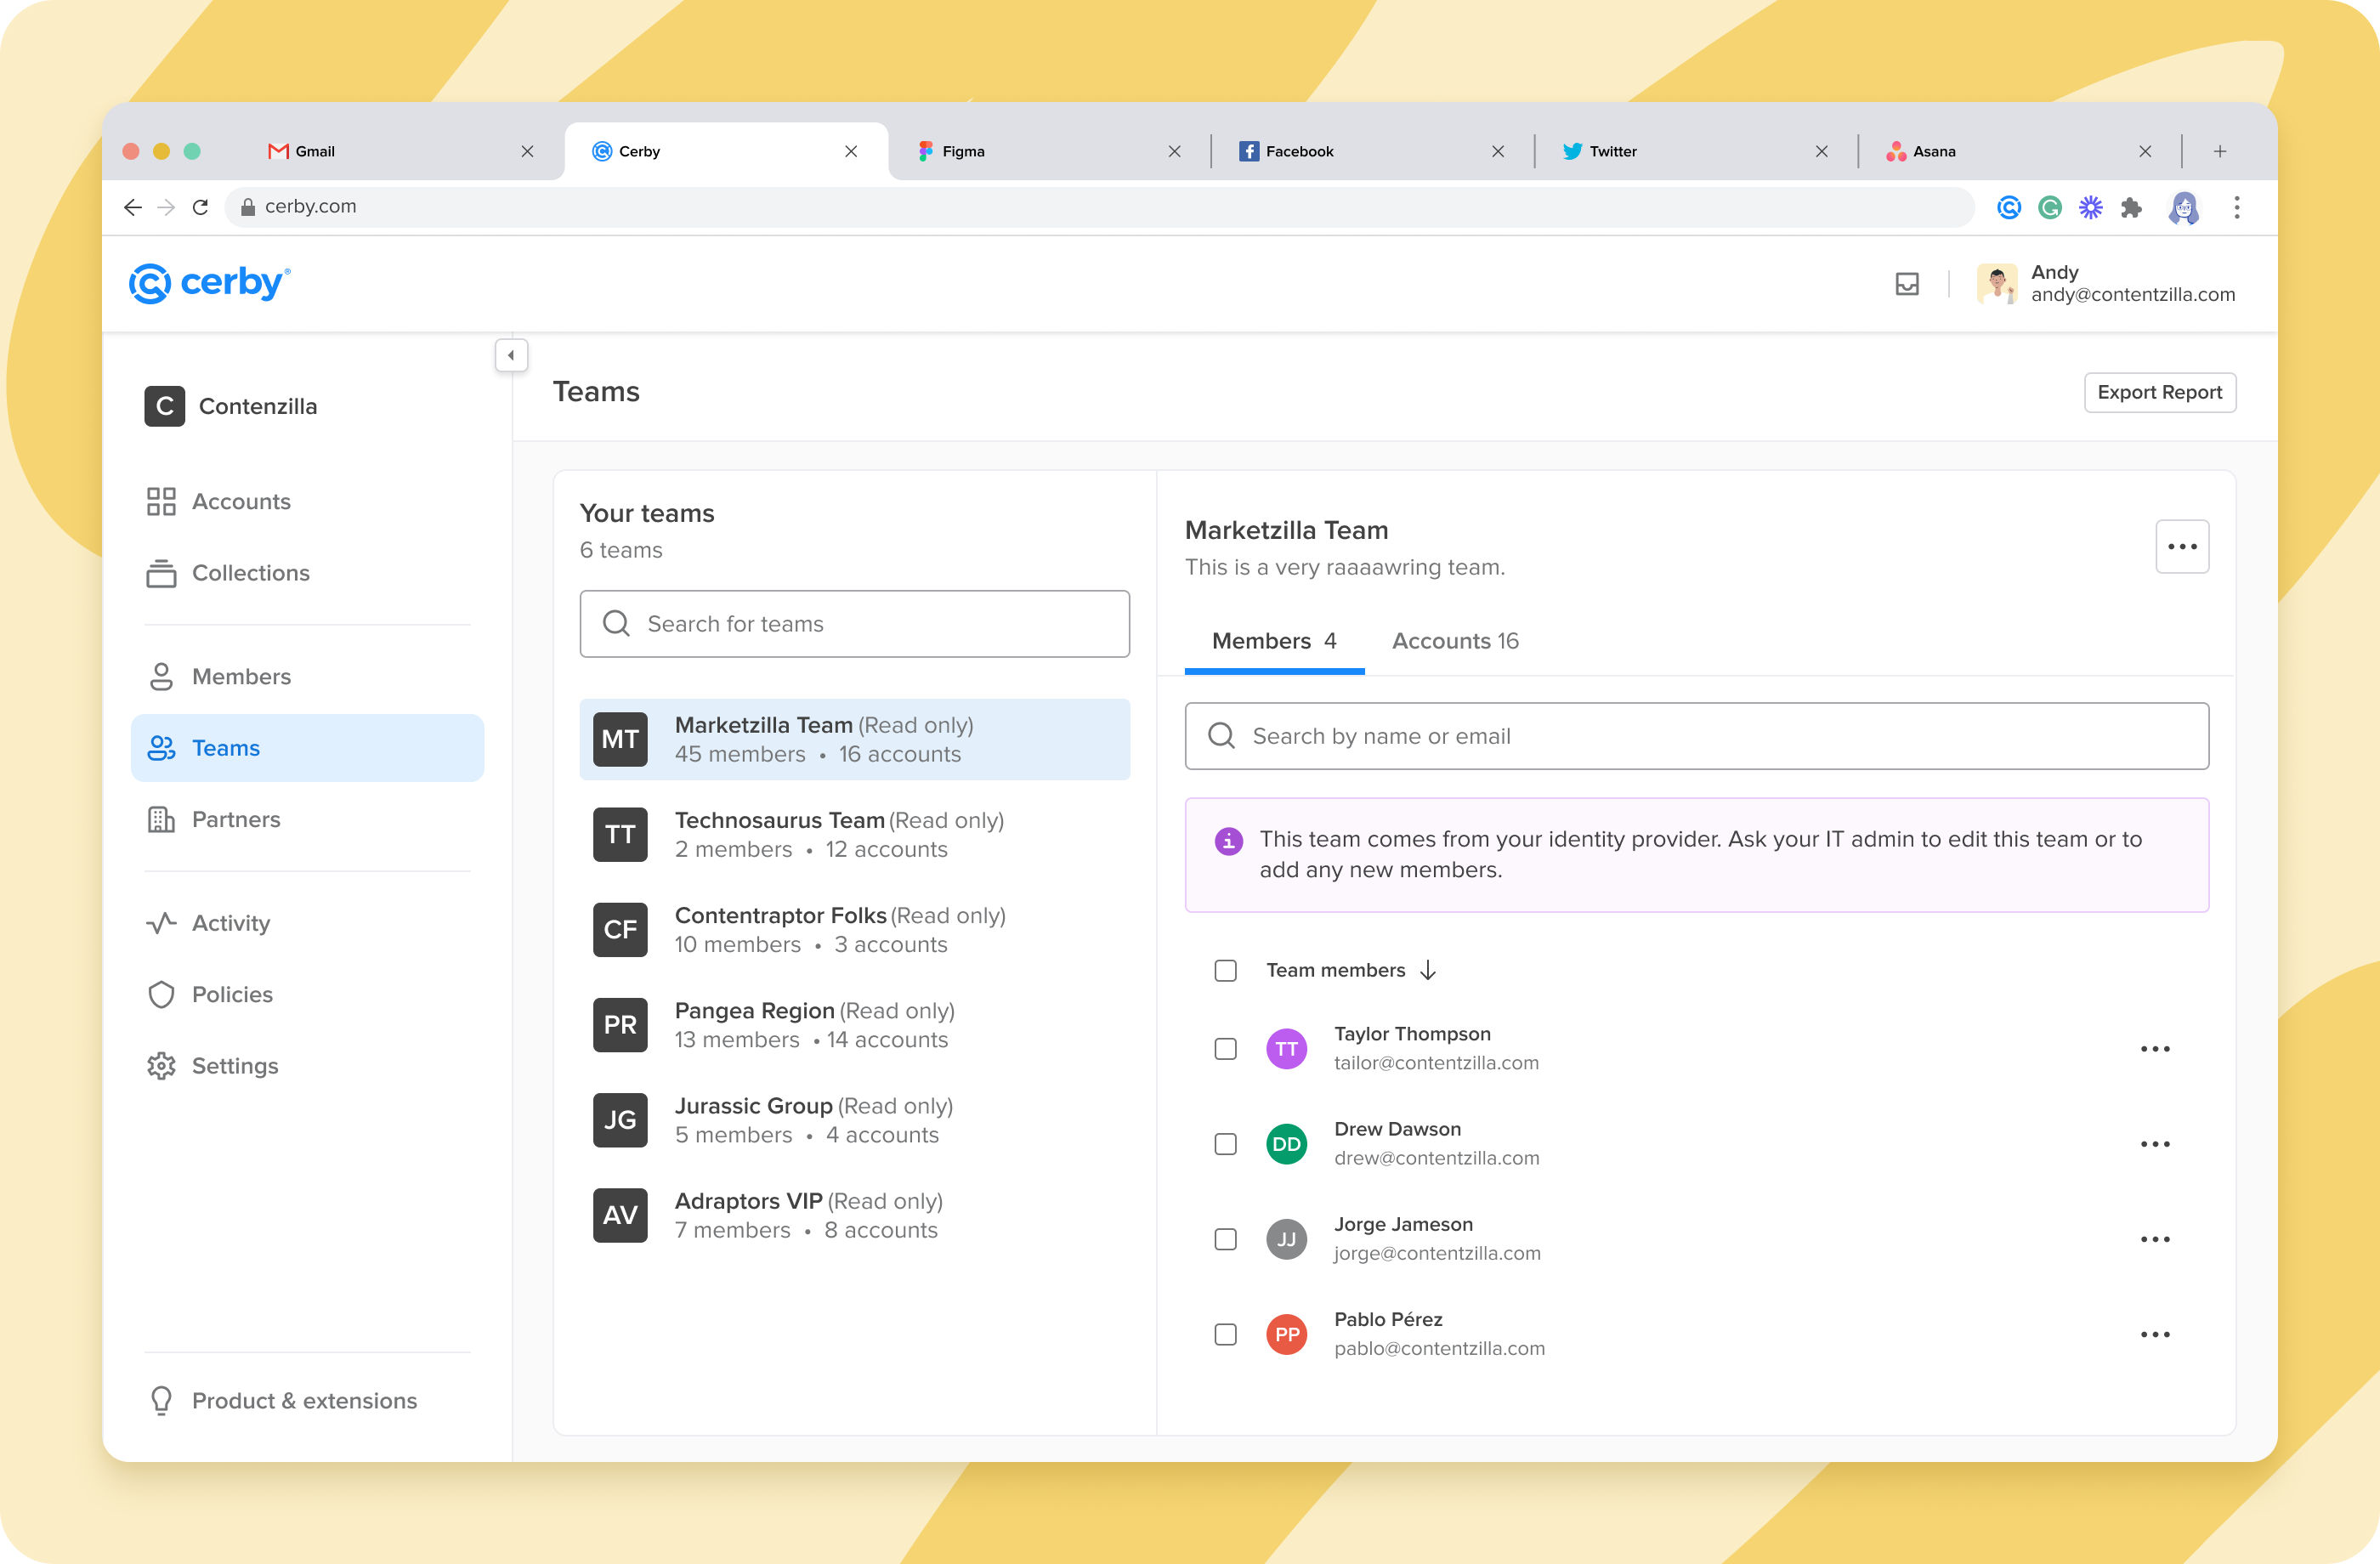 Gmail
Cerby
Figma
Facebook
Twitter
Asana
cerby.com
cerby®
Andy
andy@contentzilla.com
C Contenzilla
Accounts
Collections
Members
Teams
Partners
Activity
Policies
Settings
Product & extensions
Teams
Export Report
Your teams
6 teams
Search for teams
MT
Marketzilla Team (Read only)
45 members • 16 accounts
TT
Technosaurus Team (Read only)
2 members • 12 accounts
CF
Contentraptor Folks (Read only)
10 members • 3 accounts
PR
Pangea Region (Read only)
13 members • 14 accounts
JG
Jurassic Group (Read only)
5 members • 4 accounts
AV
Adraptors VIP (Read only)
7 members • 8 accounts
Marketzilla Team
This is a very raaaawring team.
Members 4
Accounts 16
Search by name or email
This team comes from your identity provider. Ask your IT admin to edit this team or to
add any new members.
Team members
TT
Taylor Thompson
tailor@contentzilla.com
DD
Drew Dawson
drew@contentzilla.com
JJ
Jorge Jameson
jorge@contentzilla.com
PP
Pablo Pérez
pablo@contentzilla.com